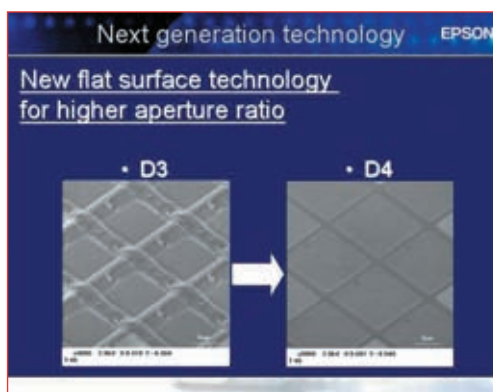 Next generation technology EPSON
New flat surface technology
for higher aperture ratio
• D3 • D4